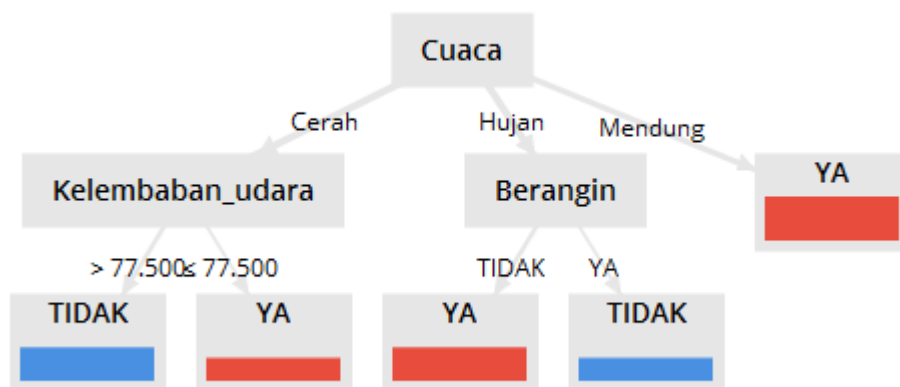 Cuaca
Cerah
Hujan
Mendung
Kelembaban_udara
Berangin
YA
> 77.500
≤ 77.500
TIDAK
YA
TIDAK
YA
YA
TIDAK